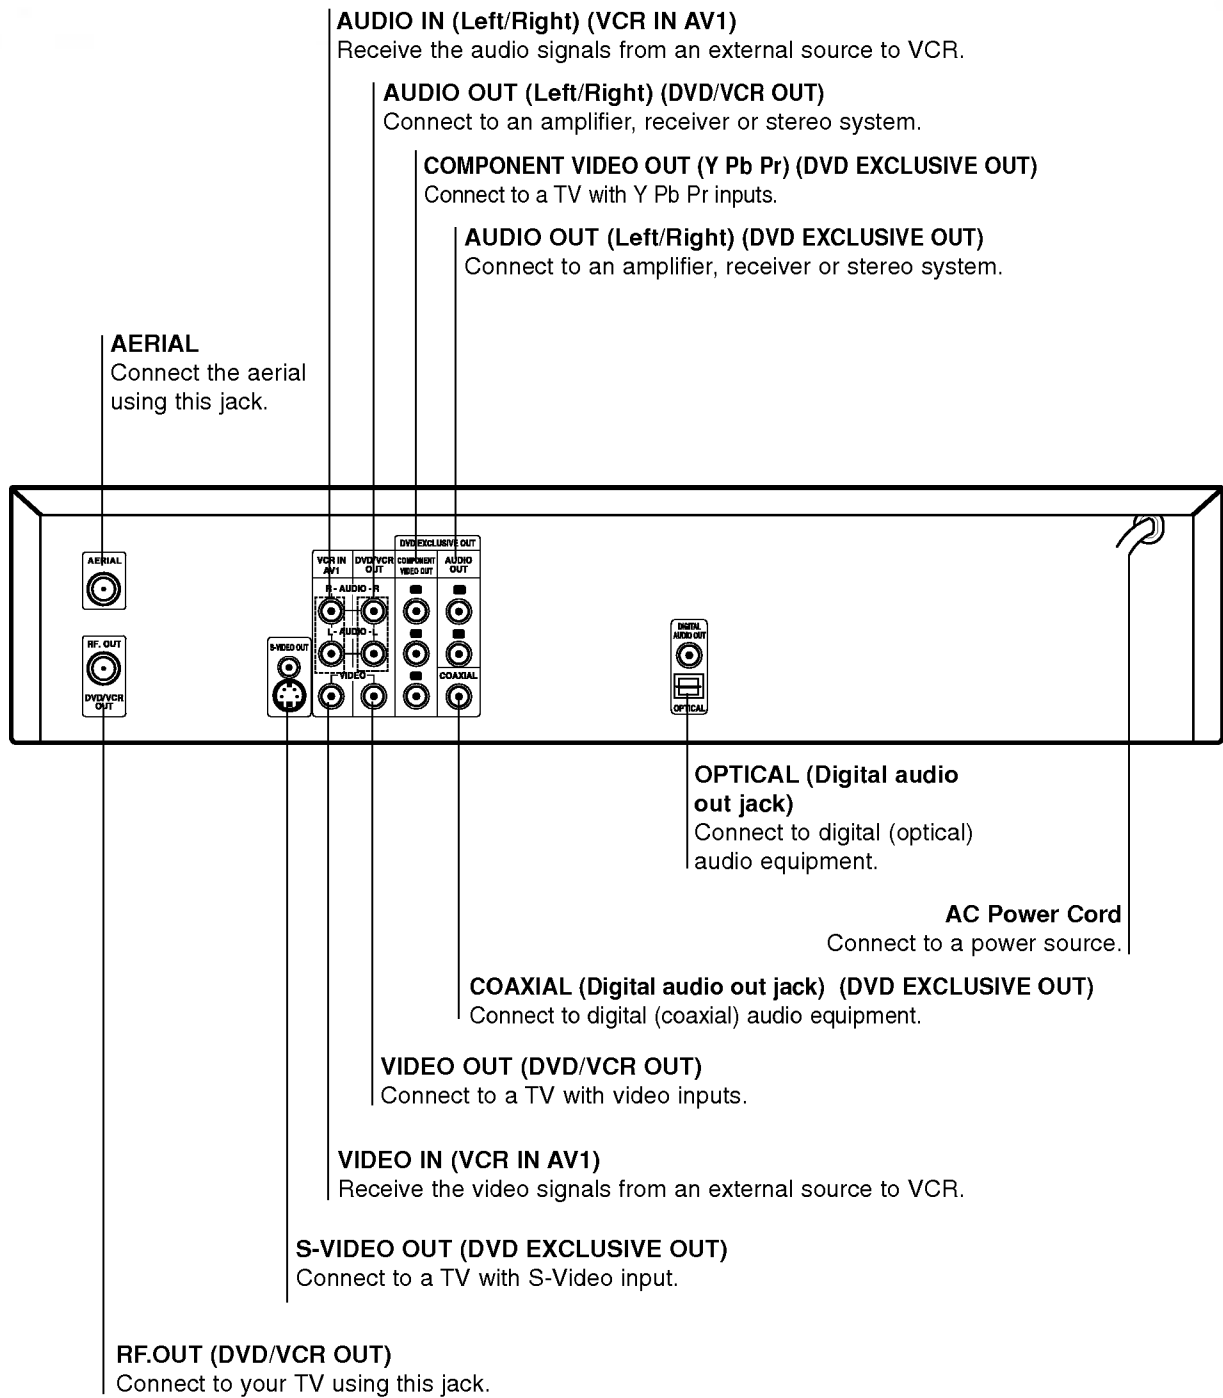 AUDIO IN (Left/Right) (VCR IN AV1)
Receive the audio signals from an external source to VCR.
AUDIO OUT (Left/Right) (DVD/VCR OUT)
Connect to an amplifier, receiver or stereo system.
COMPONENT VIDEO OUT (Y Pb Pr) (DVD EXCLUSIVE OUT)
Connect to a TV with Y Pb Pr inputs.
AUDIO OUT (Left/Right) (DVD EXCLUSIVE OUT)
Connect to an amplifier, receiver or stereo system.
AERIAL
Connect the aerial
using this jack.
AERIAL
RF. OUT
DVD/VCR
OUT
S-VIDEO OUT
DVD EXCLUSIVE OUT
VCR IN
AV1
DVD/VCR
OUT
COMPONENT
VIDEO OUT
AUDIO
OUT
R - AUDIO - R
L - AUDIO - L
VIDEO
COAXIAL
DIGITAL
AUDIO OUT
OPTICAL
OPTICAL (Digital audio
out jack)
Connect to digital (optical)
audio equipment.
AC Power Cord
Connect to a power source.
COAXIAL (Digital audio out jack) (DVD EXCLUSIVE OUT)
Connect to digital (coaxial) audio equipment.
VIDEO OUT (DVD/VCR OUT)
Connect to a TV with video inputs.
VIDEO IN (VCR IN AV1)
Receive the video signals from an external source to VCR.
S-VIDEO OUT (DVD EXCLUSIVE OUT)
Connect to a TV with S-Video input.
RF.OUT (DVD/VCR OUT)
Connect to your TV using this jack.